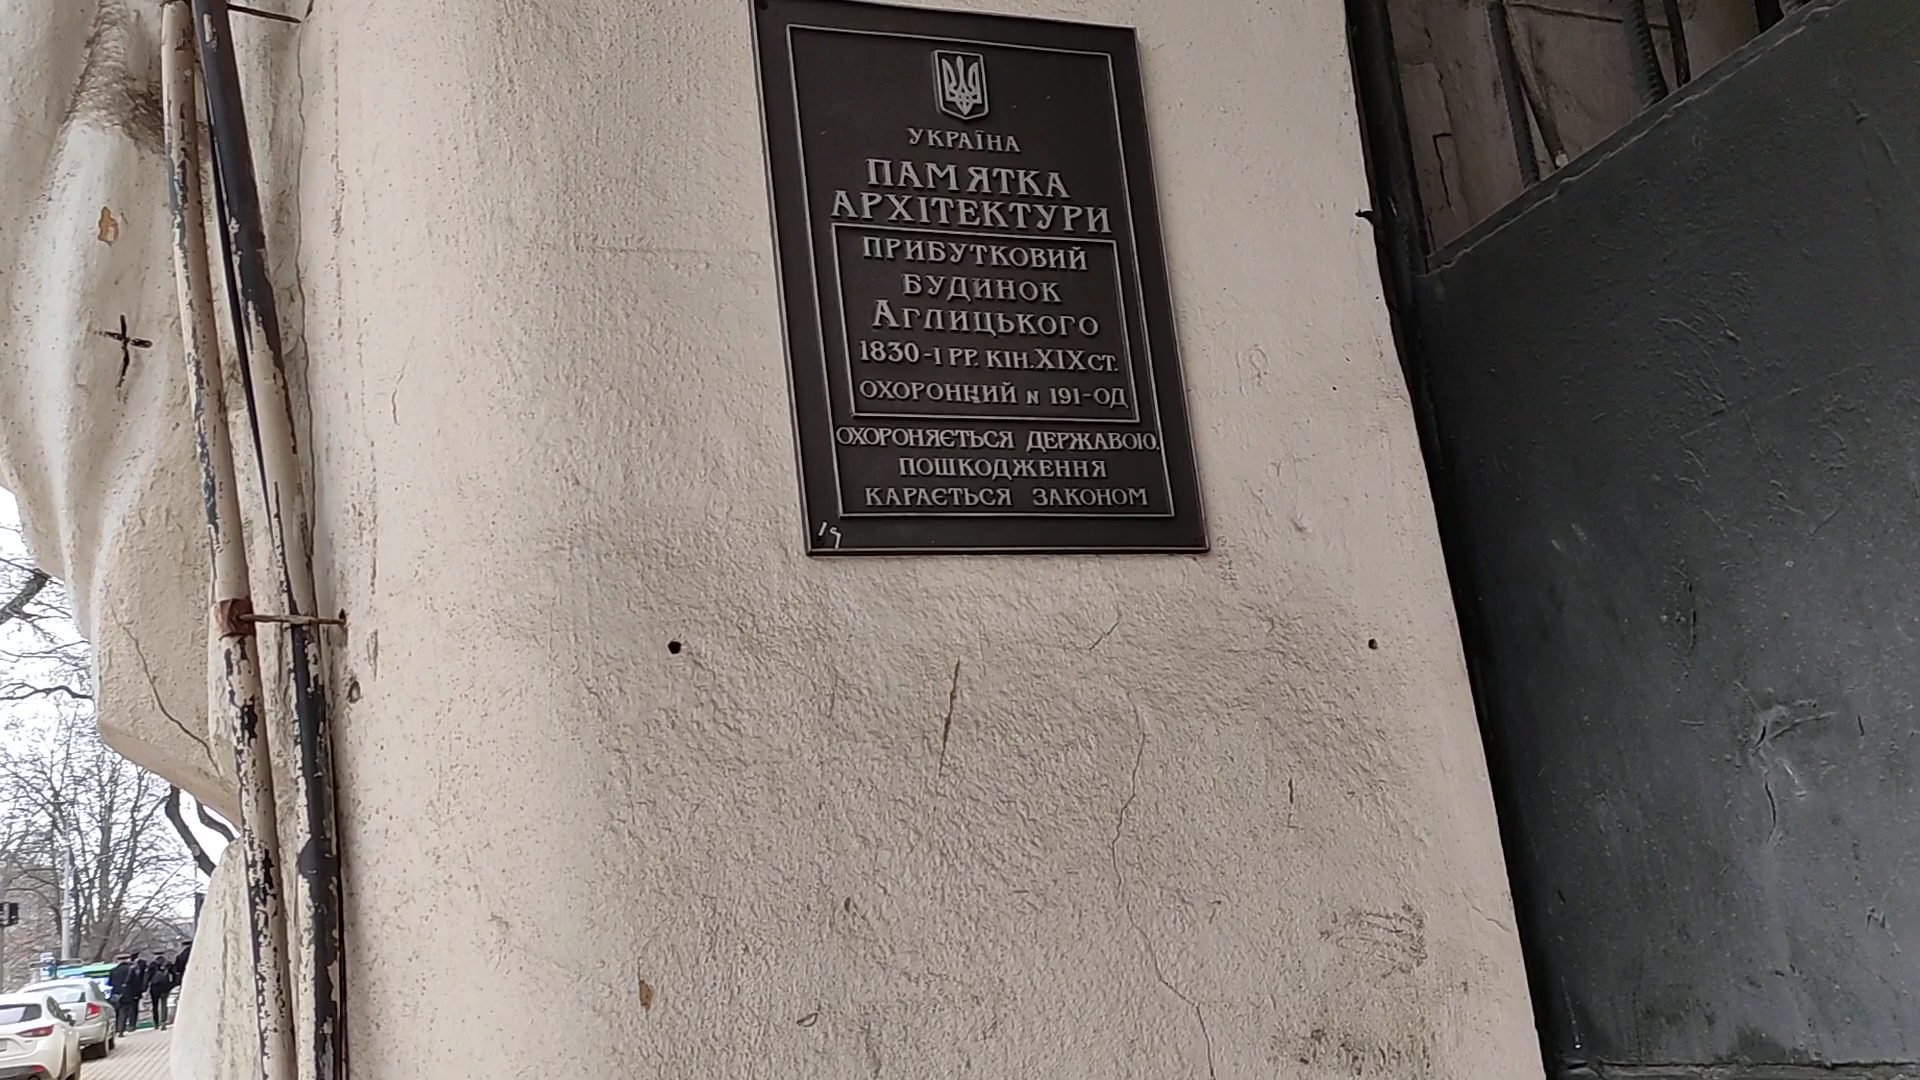 УКРАЇНА
ПАМЯТКА
АРХІТЕКТУРИ
ПРИБУТКОВИЙ
БУДИНОК
АГЛИЦЬКОГО
1830-І РР. КІН.XIX СТ.
ОХОРОННИЙ N 191-ОД
ОХОРОНЯЄТЬСЯ ДЕРЖАВОЮ.
ПОШКОДЖЕННЯ
КАРАЄТЬСЯ ЗАКОНОМ
19